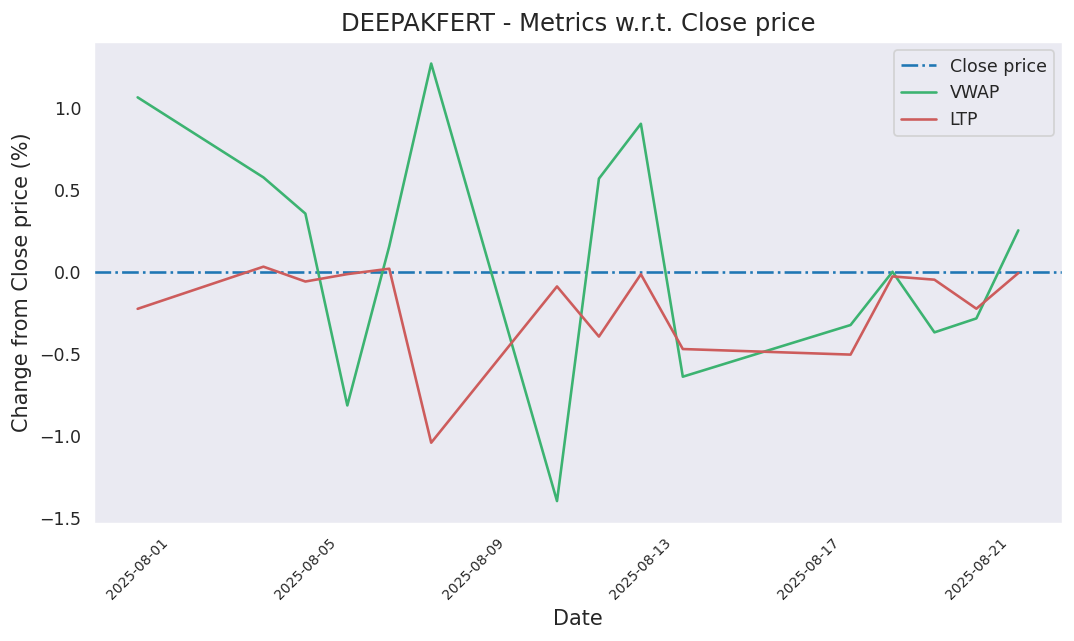 DEEPAKFERT - Metrics w.r.t. Close price
Close price
VWAP
LTP
Change from Close price (%)
1.0
0.5
0.0
−0.5
−1.0
−1.5
2025-08-01
2025-08-05
2025-08-09
2025-08-13
2025-08-17
2025-08-21
Date